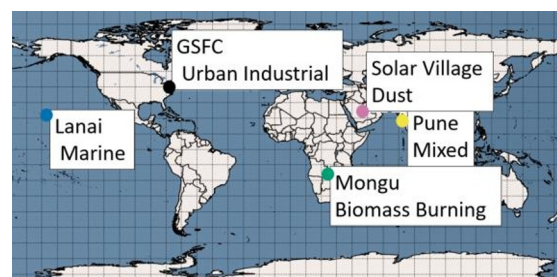 GSFC
Urban Industrial
Solar Village
Dust
Lanai
Marine
Pune
Mixed
Mongu
Biomass Burning